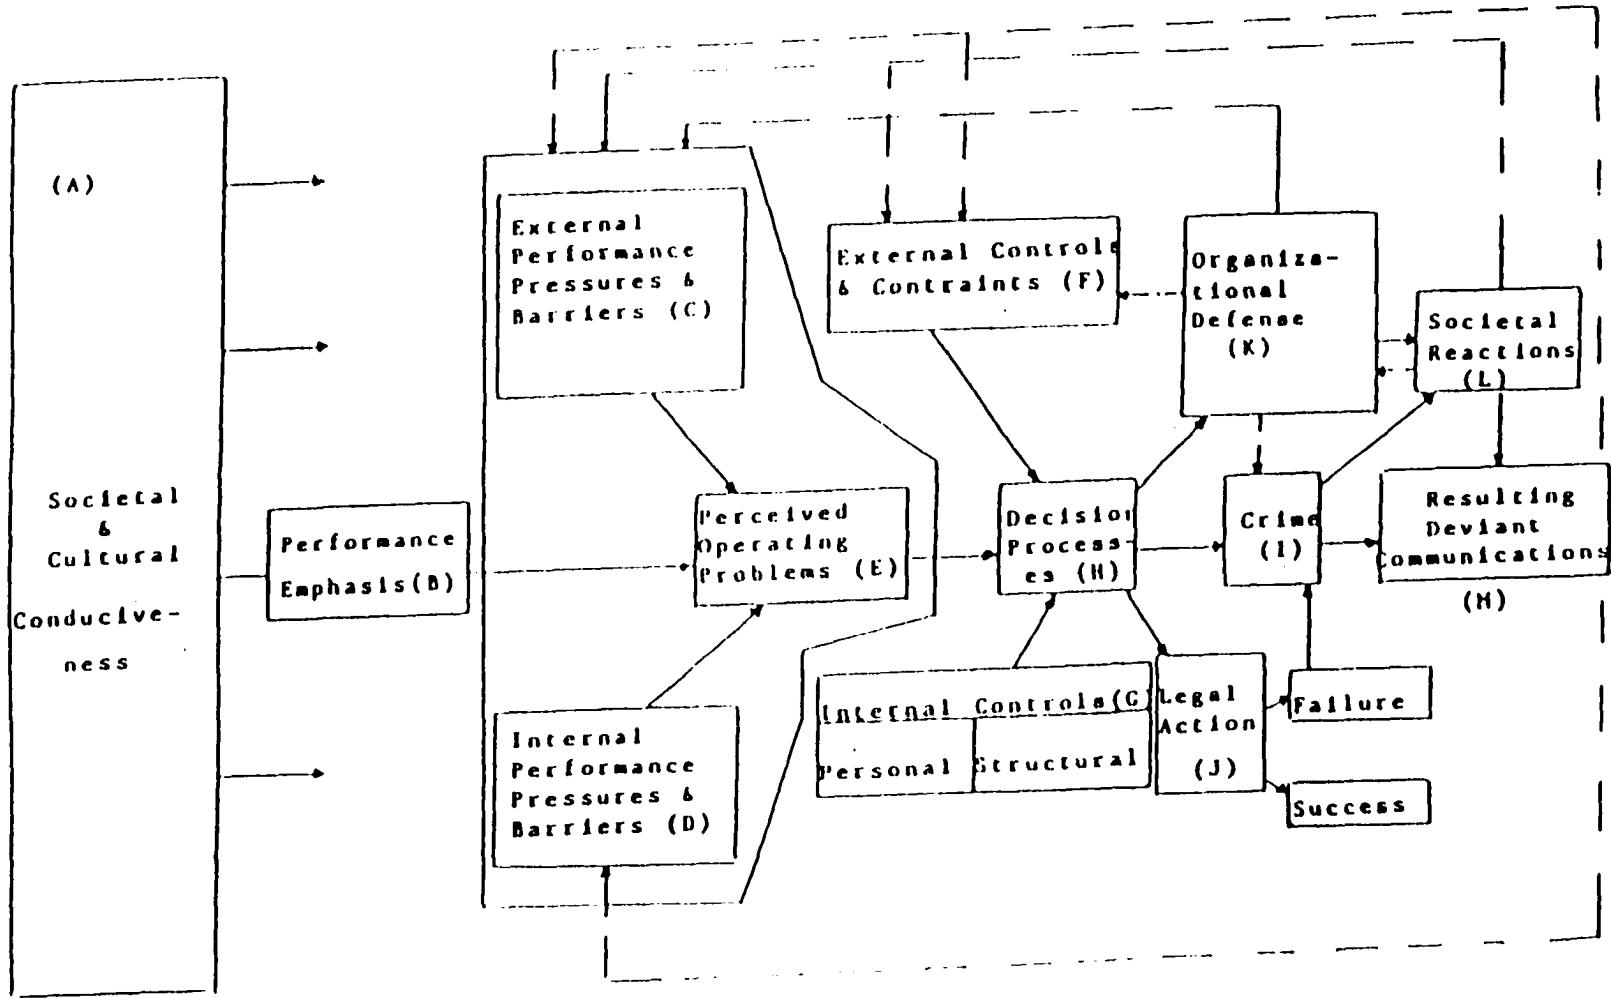 (A)
Societal
&
Cultural
Conducive-
ness
Performance
Emphasis(B)
External
Performance
Pressures &
Barriers (C)
Internal
Performance
Pressures &
Barriers (D)
Perceived
Operating
Problems (E)
External Controls
& Contraints (F)
Internal Controls(G)
Personal
Structural
Decision
Process-
es (H)
Organiza-
tional
Defense
(K)
Crime
(I)
Legal
Action
(J)
Failure
Success
Societal
Reactions
(L)
Resulting
Deviant
Communications
(M)